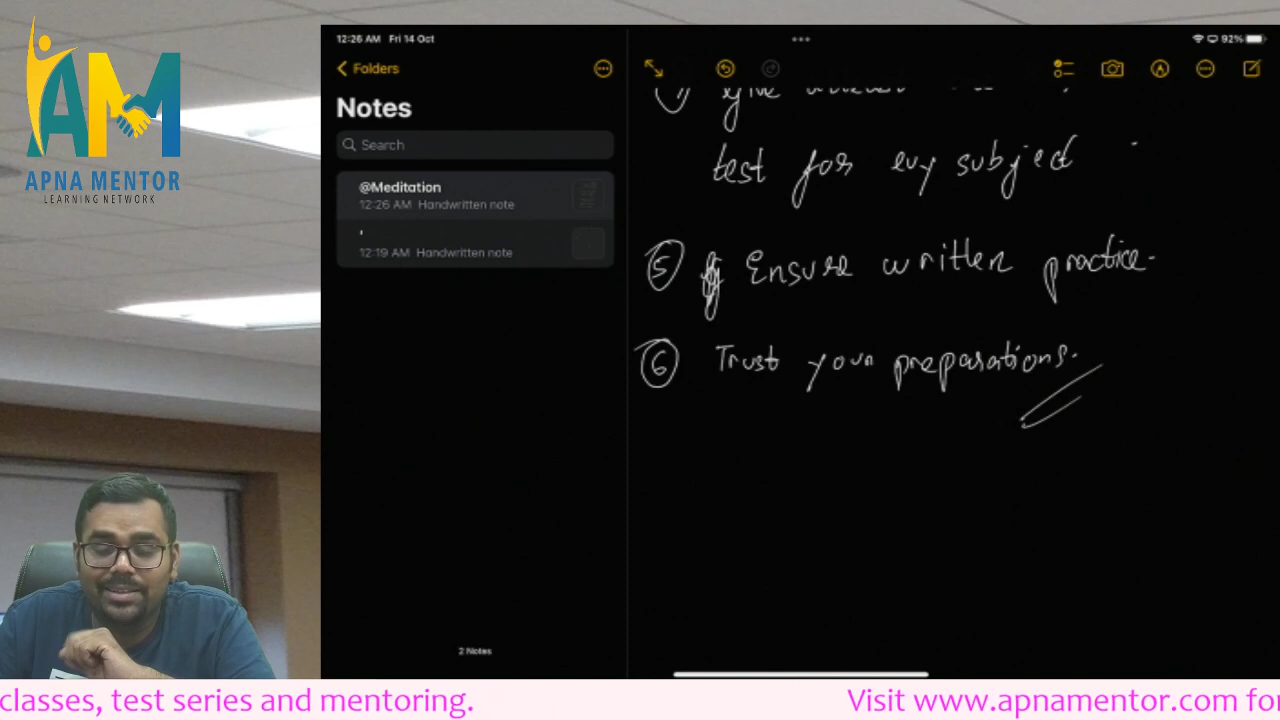 AM
APNA MENTOR
LEARNING NETWORK
12:26 AM Fri 14 Oct
92%
Folders
Notes
Search
@Meditation
12:26 AM Handwritten note
'
12:19 AM Handwritten note
2 Notes
give
test for evy subject
5 Ensure written practice.
6 Trust your preparations.
classes, test series and mentoring.
Visit www.apnamentor.com for